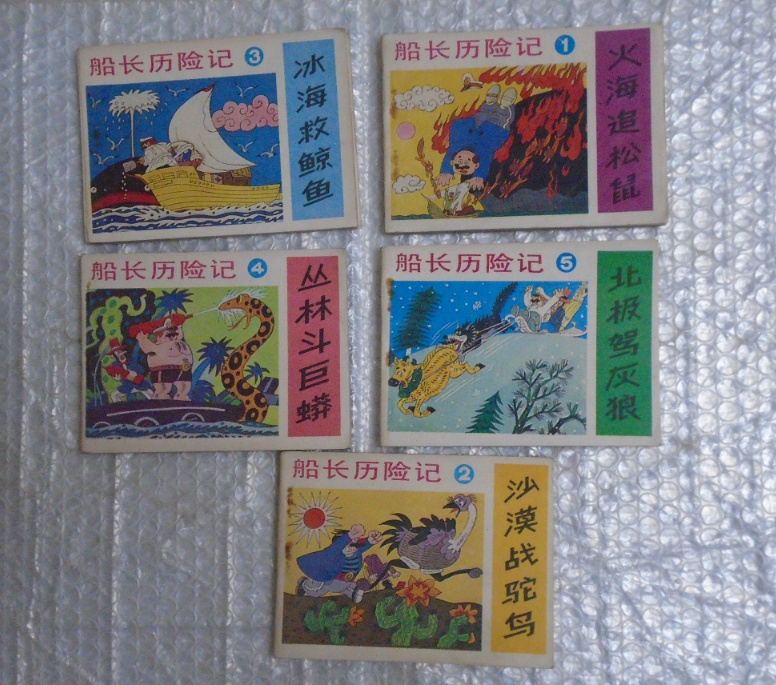 船长历险记 3
冰海救鲸鱼
船长历险记 1
火海追松鼠
船长历险记 4
丛林斗巨蟒
船长历险记 5
北极驾灰狼
船长历险记 2
沙漠战鸵鸟